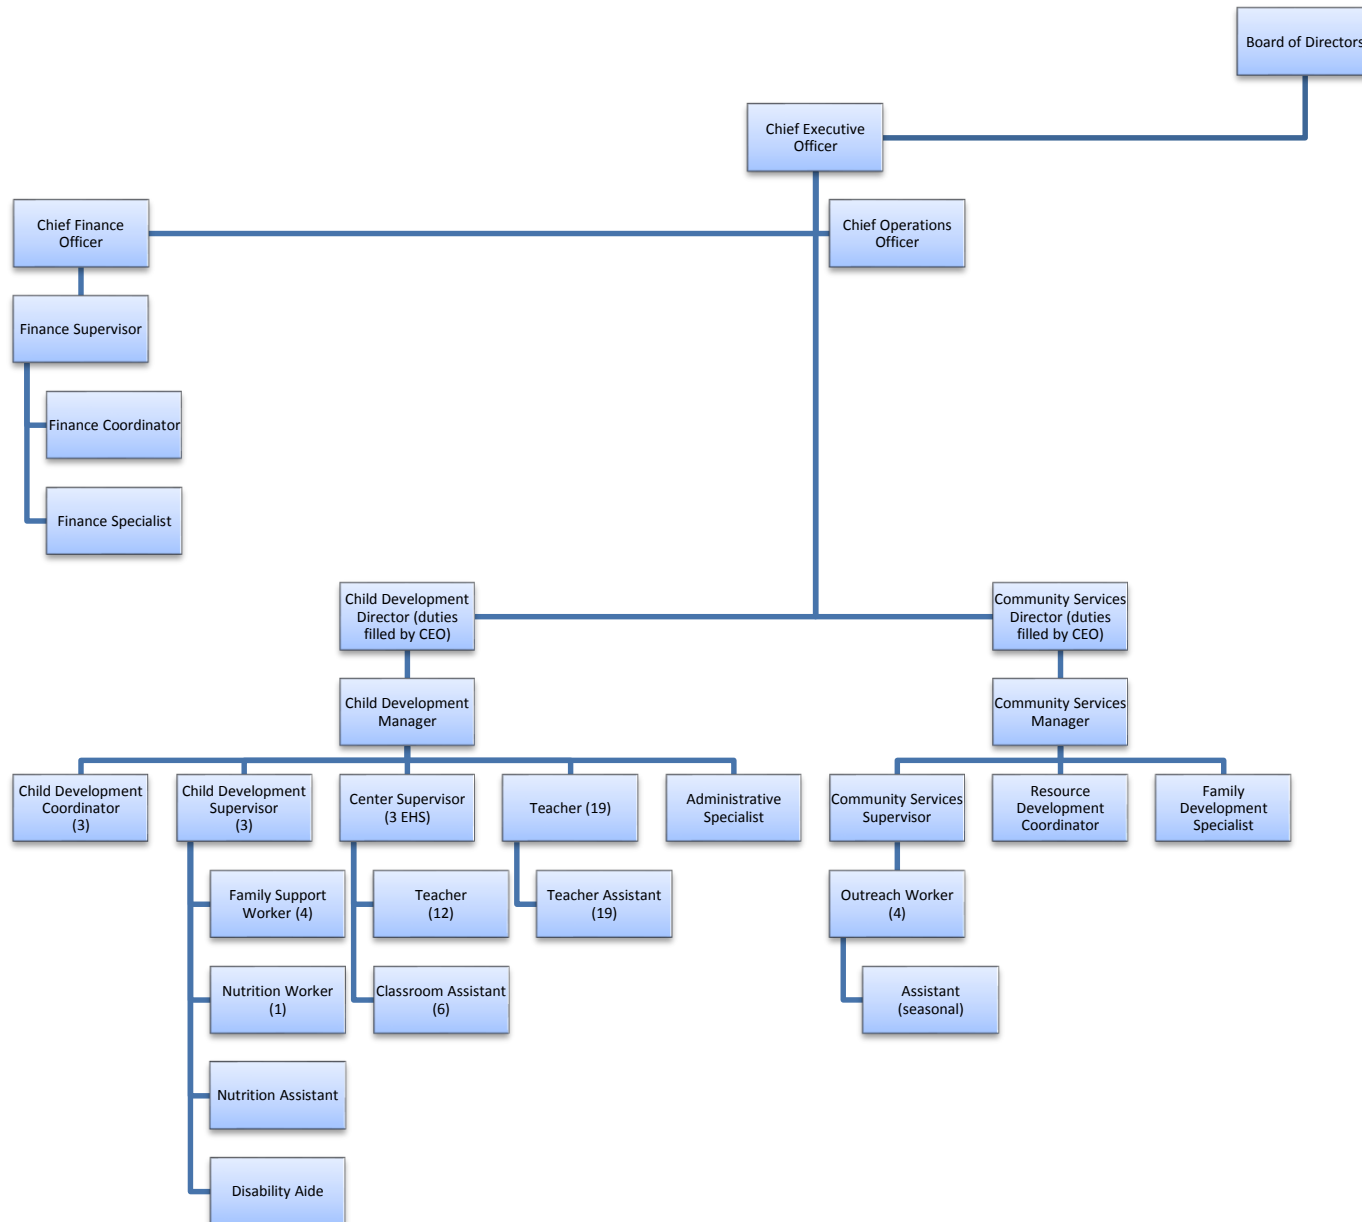 Board of Directors
Chief Executive
Officer
Chief Finance
Officer
Chief Operations
Officer
Finance Supervisor
Finance Coordinator
Finance Specialist
Child Development
Director (duties
filled by CEO)
Community Services
Director (duties
filled by CEO)
Child Development
Manager
Community Services
Manager
Child Development
Coordinator
(3)
Child Development
Supervisor
(3)
Center Supervisor
(3 EHS)
Teacher (19)
Administrative
Specialist
Community Services
Supervisor
Resource
Development
Coordinator
Family
Development
Specialist
Family Support
Worker (4)
Teacher
(12)
Teacher Assistant
(19)
Outreach Worker
(4)
Nutrition Worker
(1)
Classroom Assistant
(6)
Assistant
(seasonal)
Nutrition Assistant
Disability Aide